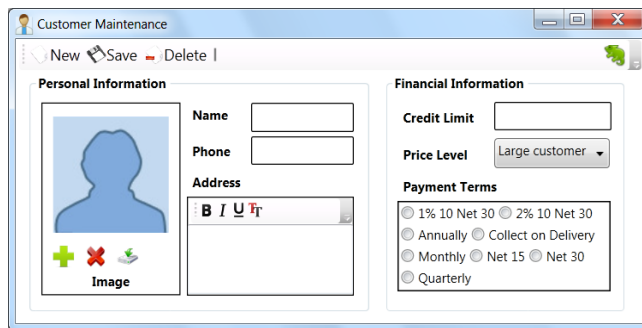 Customer Maintenance
New Save Delete
Personal Information
Name
Phone
Address
B I U TT
Image
Financial Information
Credit Limit
Price Level Large customer
Payment Terms
1% 10 Net 30 2% 10 Net 30
Annually Collect on Delivery
Monthly Net 15 Net 30
Quarterly